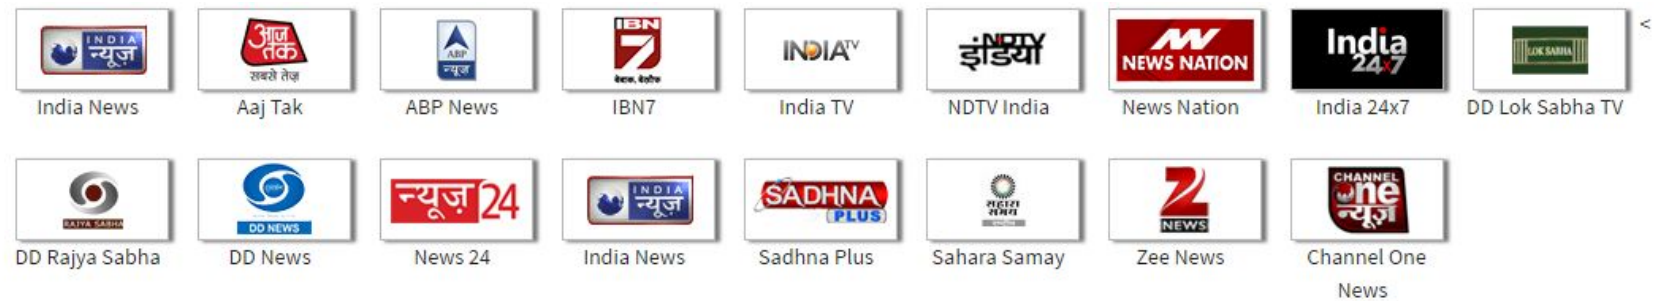 INDIA
न्यूज़
आज
तक
सबसे तेज़
ABP
न्यूज़
IBN
7
बेबाक, बेख़ौफ़
INDIA TV
NDTV
इंडिया
NEWS NATION
India
24x7
LOK SABHA
<
India News
Aaj Tak
ABP News
IBN7
India TV
NDTV India
News Nation
India 24x7
DD Lok Sabha TV
RAJYA SABHA
DD NEWS
न्यूज़ 24
INDIA
न्यूज़
SADHNA
PLUS
सहारा
समय
Z
NEWS
CHANNEL
One
न्यूज़
DD Rajya Sabha
DD News
News 24
India News
Sadhna Plus
Sahara Samay
Zee News
Channel One
News